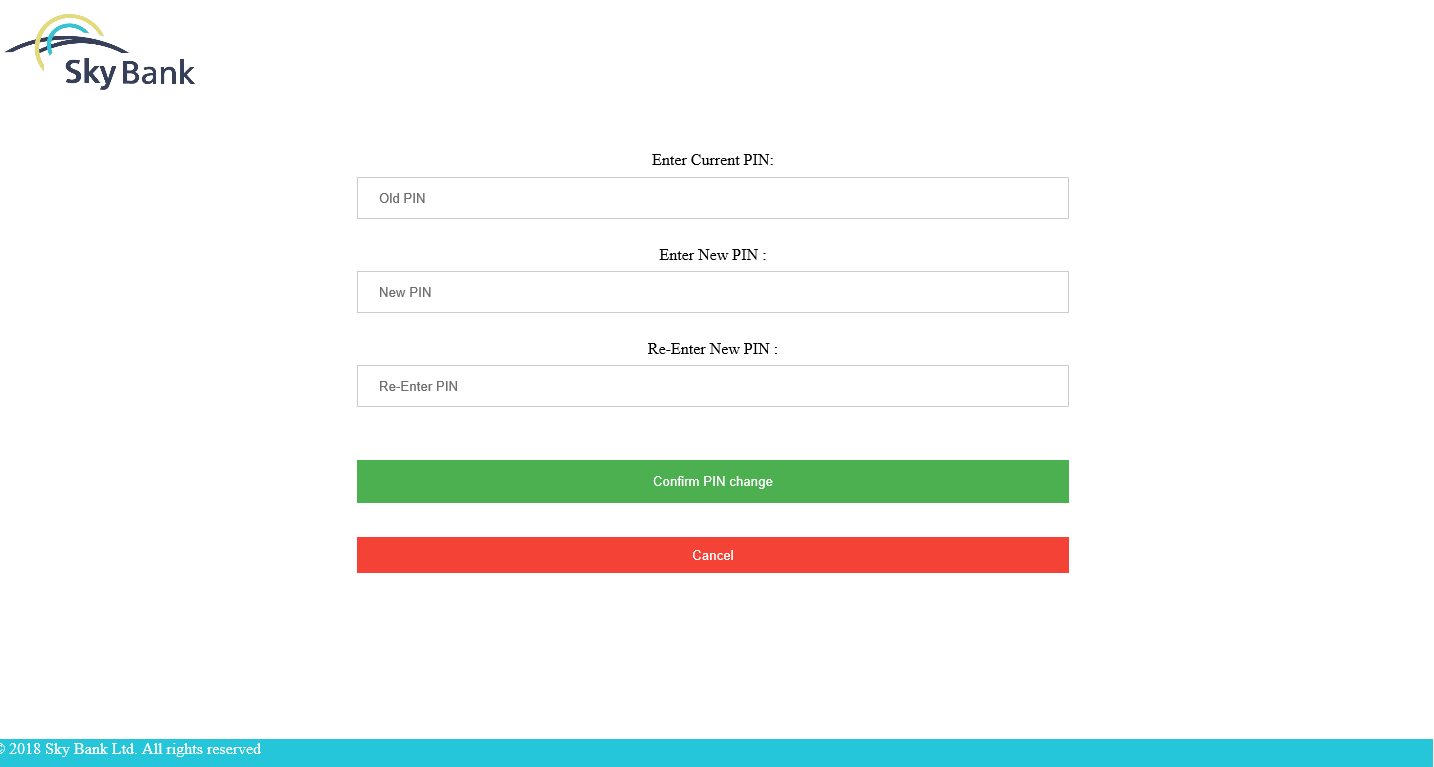 Sky Bank
Enter Current PIN:
Old PIN
Enter New PIN :
New PIN
Re-Enter New PIN :
Re-Enter PIN
Confirm PIN change
Cancel
© 2018 Sky Bank Ltd. All rights reserved